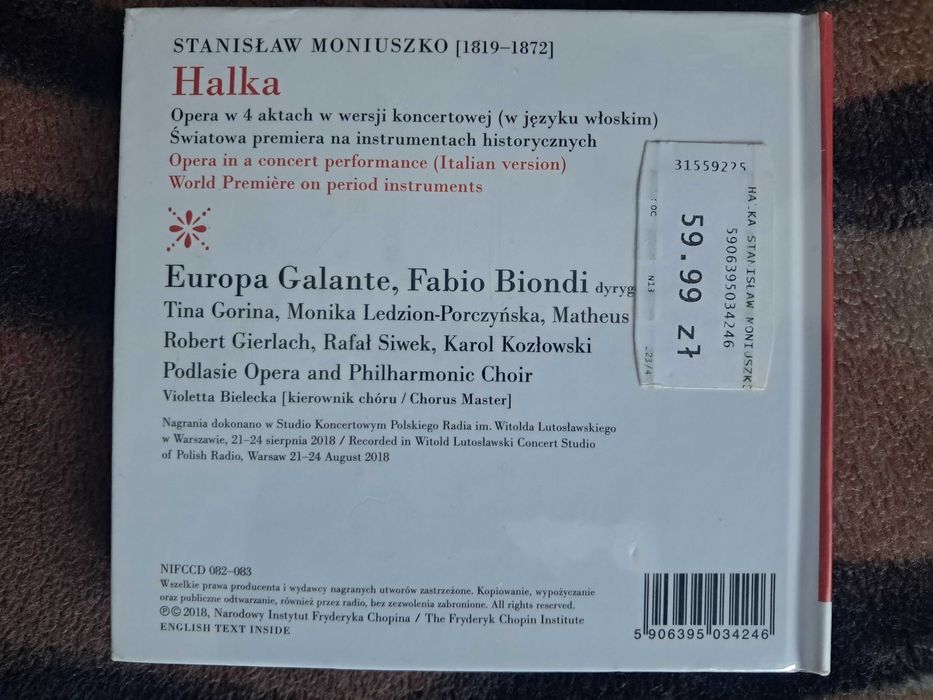 STANISŁAW MONIUSZKO [1819–1872]
Halka
Opera w 4 aktach w wersji koncertowej (w języku włoskim)
Światowa premiera na instrumentach historycznych
Opera in a concert performance (Italian version)
World Première on period instruments
Europa Galante, Fabio Biondi dyryg
Tina Gorina, Monika Ledzion-Porczyńska, Matheus
Robert Gierlach, Rafał Siwek, Karol Kozłowski
Podlasie Opera and Philharmonic Choir
Violetta Bielecka [kierownik chóru / Chorus Master]
Nagrania dokonano w Studio Koncertowym Polskiego Radia im. Witolda Lutosławskiego
w Warszawie, 21–24 sierpnia 2018 / Recorded in Witold Lutosławski Concert Studio
of Polish Radio, Warsaw 21–24 August 2018
31559225
HALKA STANISŁAW MONIUSZK
5906395034246
59.99 zł
N13
NIFCCD 082–083
Wszelkie prawa producenta i wydawcy nagranych utworów zastrzeżone. Kopiowanie, wypożyczanie
oraz publiczne odtwarzanie, również przez radio, bez zezwolenia zabronione. All rights reserved.
℗© 2018, Narodowy Instytut Fryderyka Chopina / The Fryderyk Chopin Institute
ENGLISH TEXT INSIDE
5 906395 034246